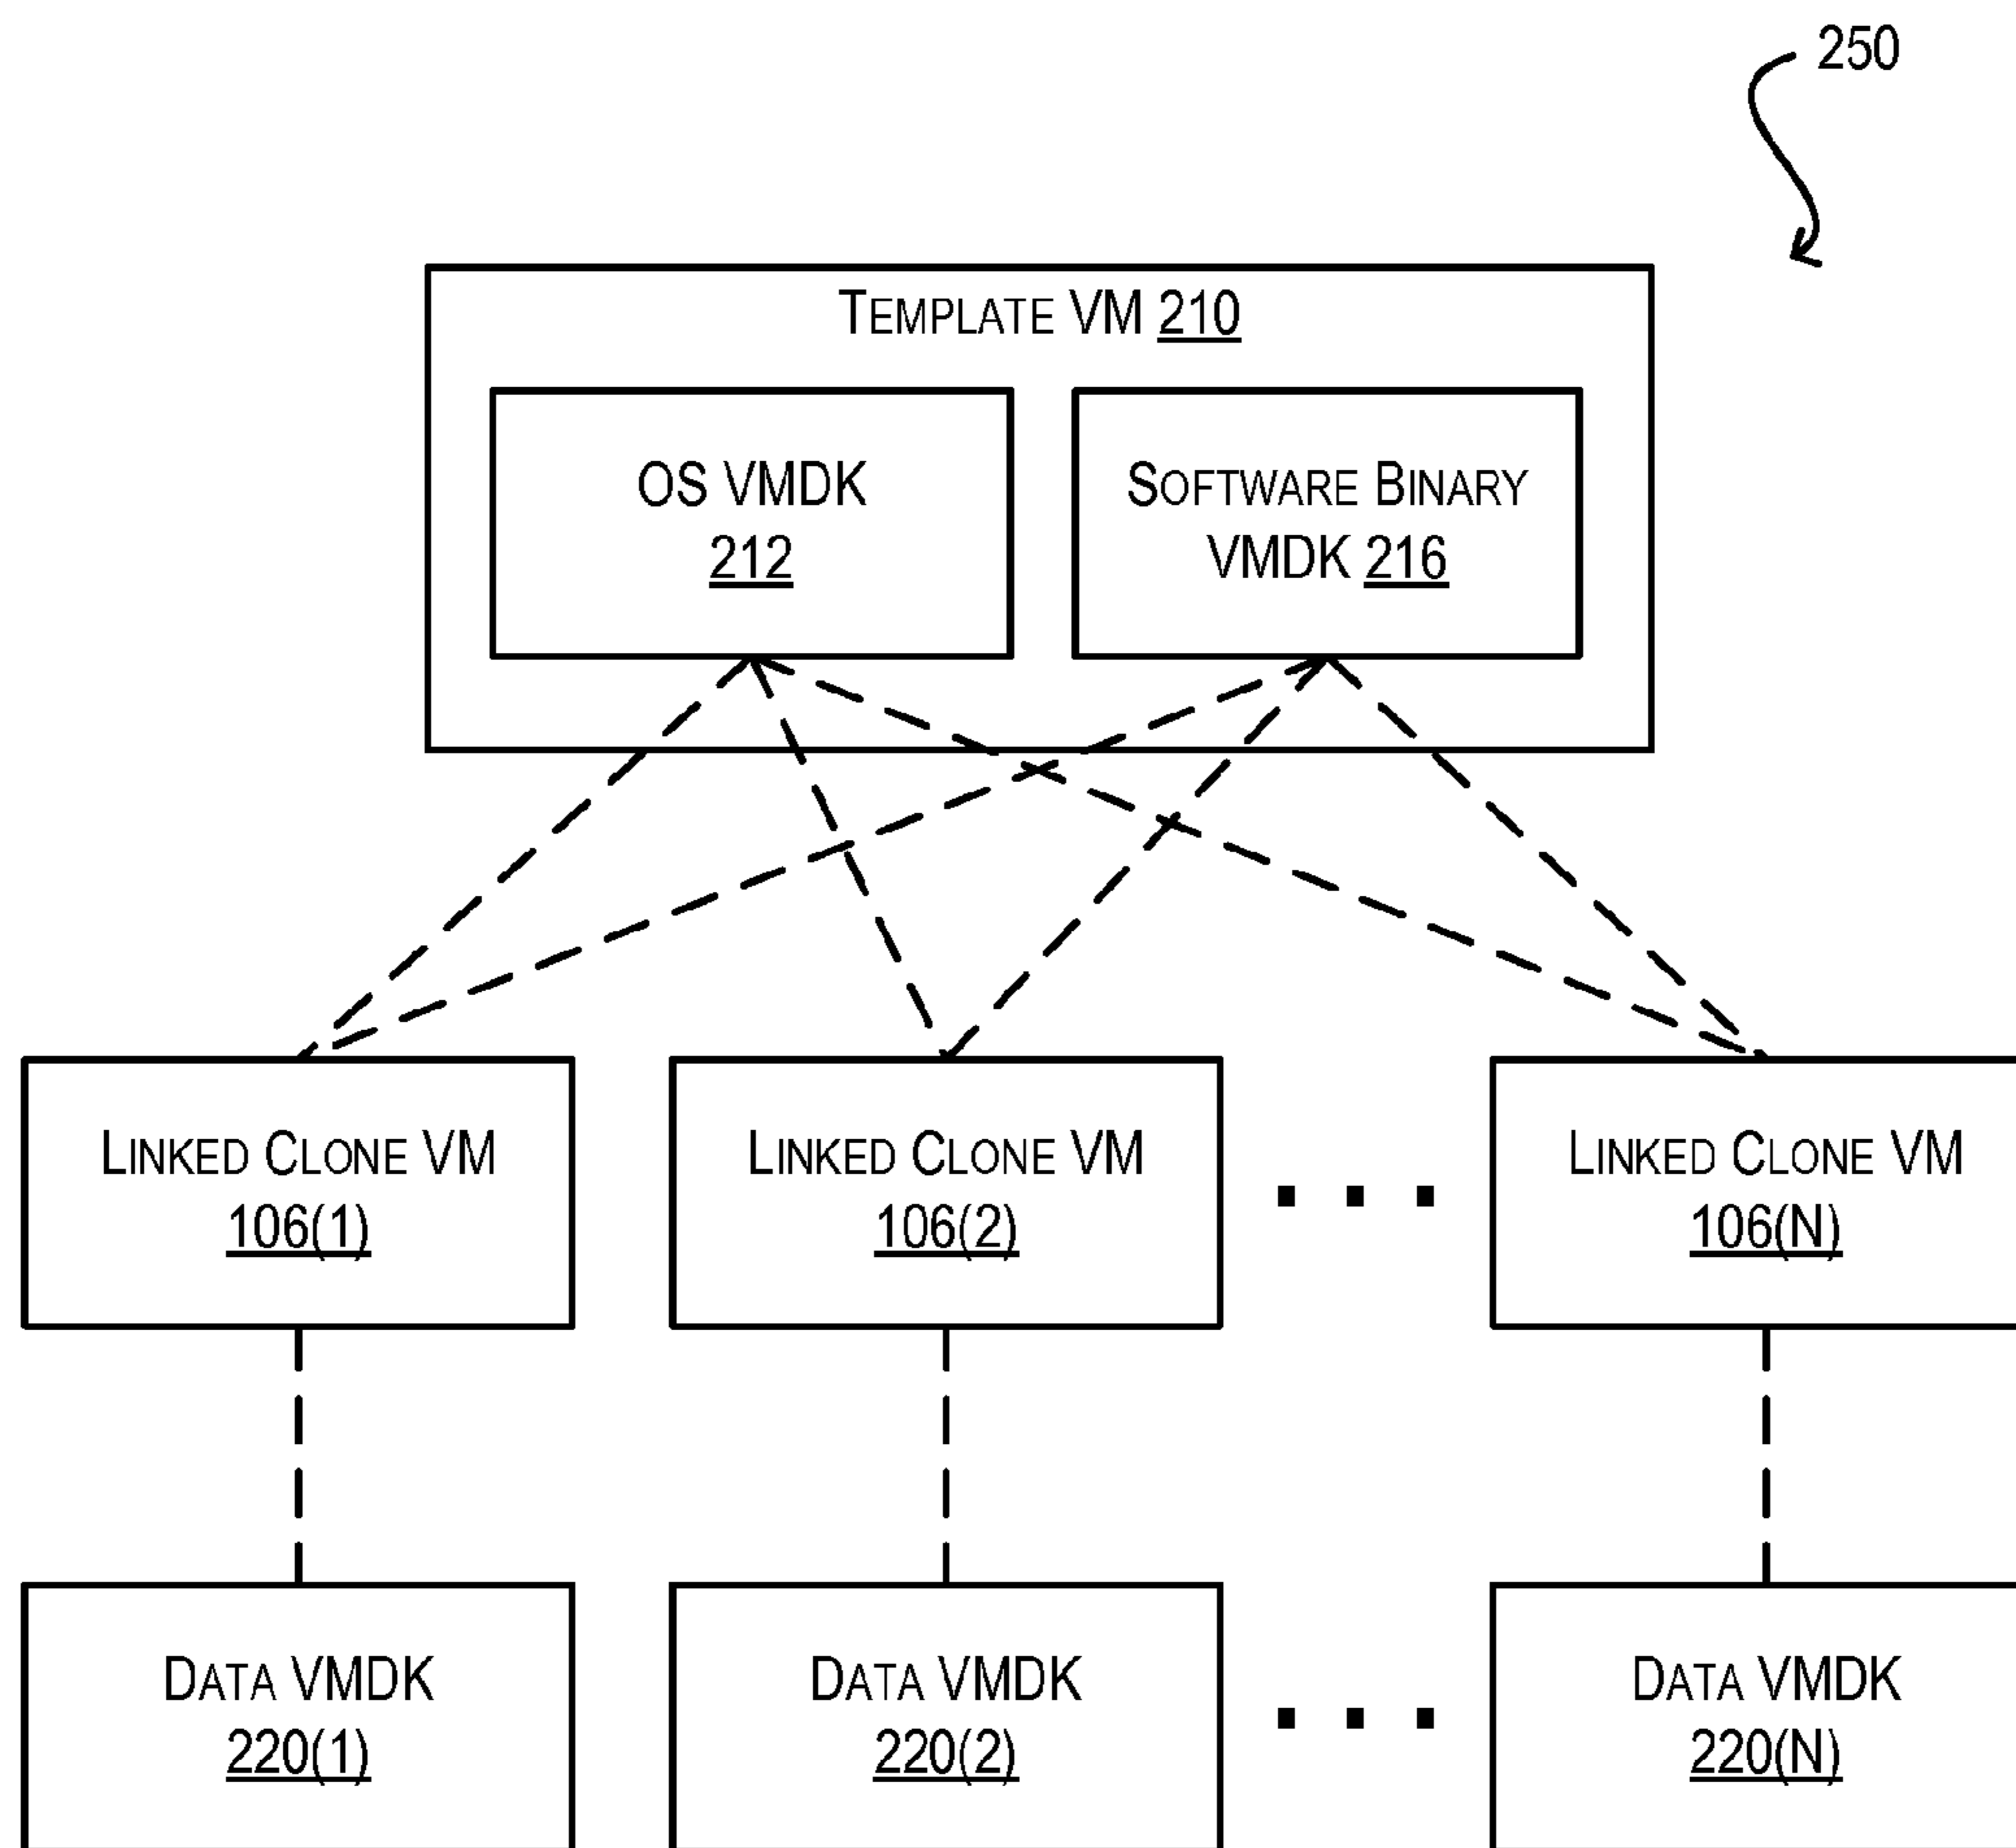 250
TEMPLATE VM 210
OS VMDK
212
SOFTWARE BINARY
VMDK 216
LINKED CLONE VM
106(1)
LINKED CLONE VM
106(2)
LINKED CLONE VM
106(N)
DATA VMDK
220(1)
DATA VMDK
220(2)
DATA VMDK
220(N)